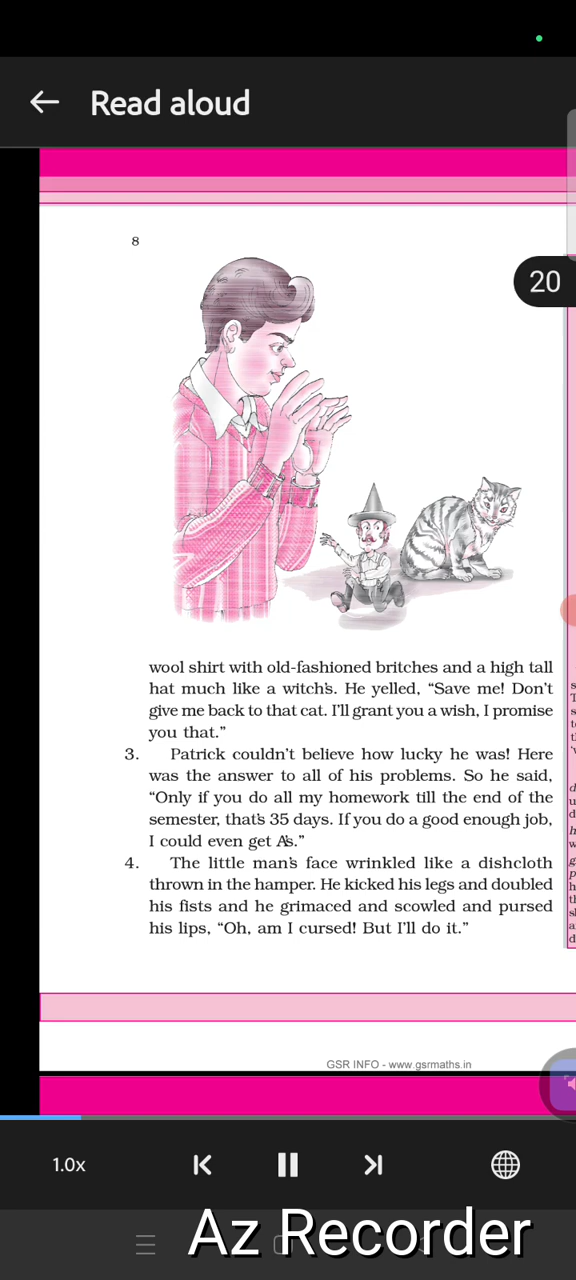 Read aloud
8
20
wool shirt with old-fashioned britches and a high tall
hat much like a witch's. He yelled, “Save me! Don't
give me back to that cat. I'll grant you a wish, I promise
you that.”
3. Patrick couldn't believe how lucky he was! Here
was the answer to all of his problems. So he said,
“Only if you do all my homework till the end of the
semester, that's 35 days. If you do a good enough job,
I could even get A's.”
4. The little man's face wrinkled like a dishcloth
thrown in the hamper. He kicked his legs and doubled
his fists and he grimaced and scowled and pursed
his lips, “Oh, am I cursed! But I'll do it.”
GSR INFO - www.gsrmaths.in
1.0x
Az Recorder